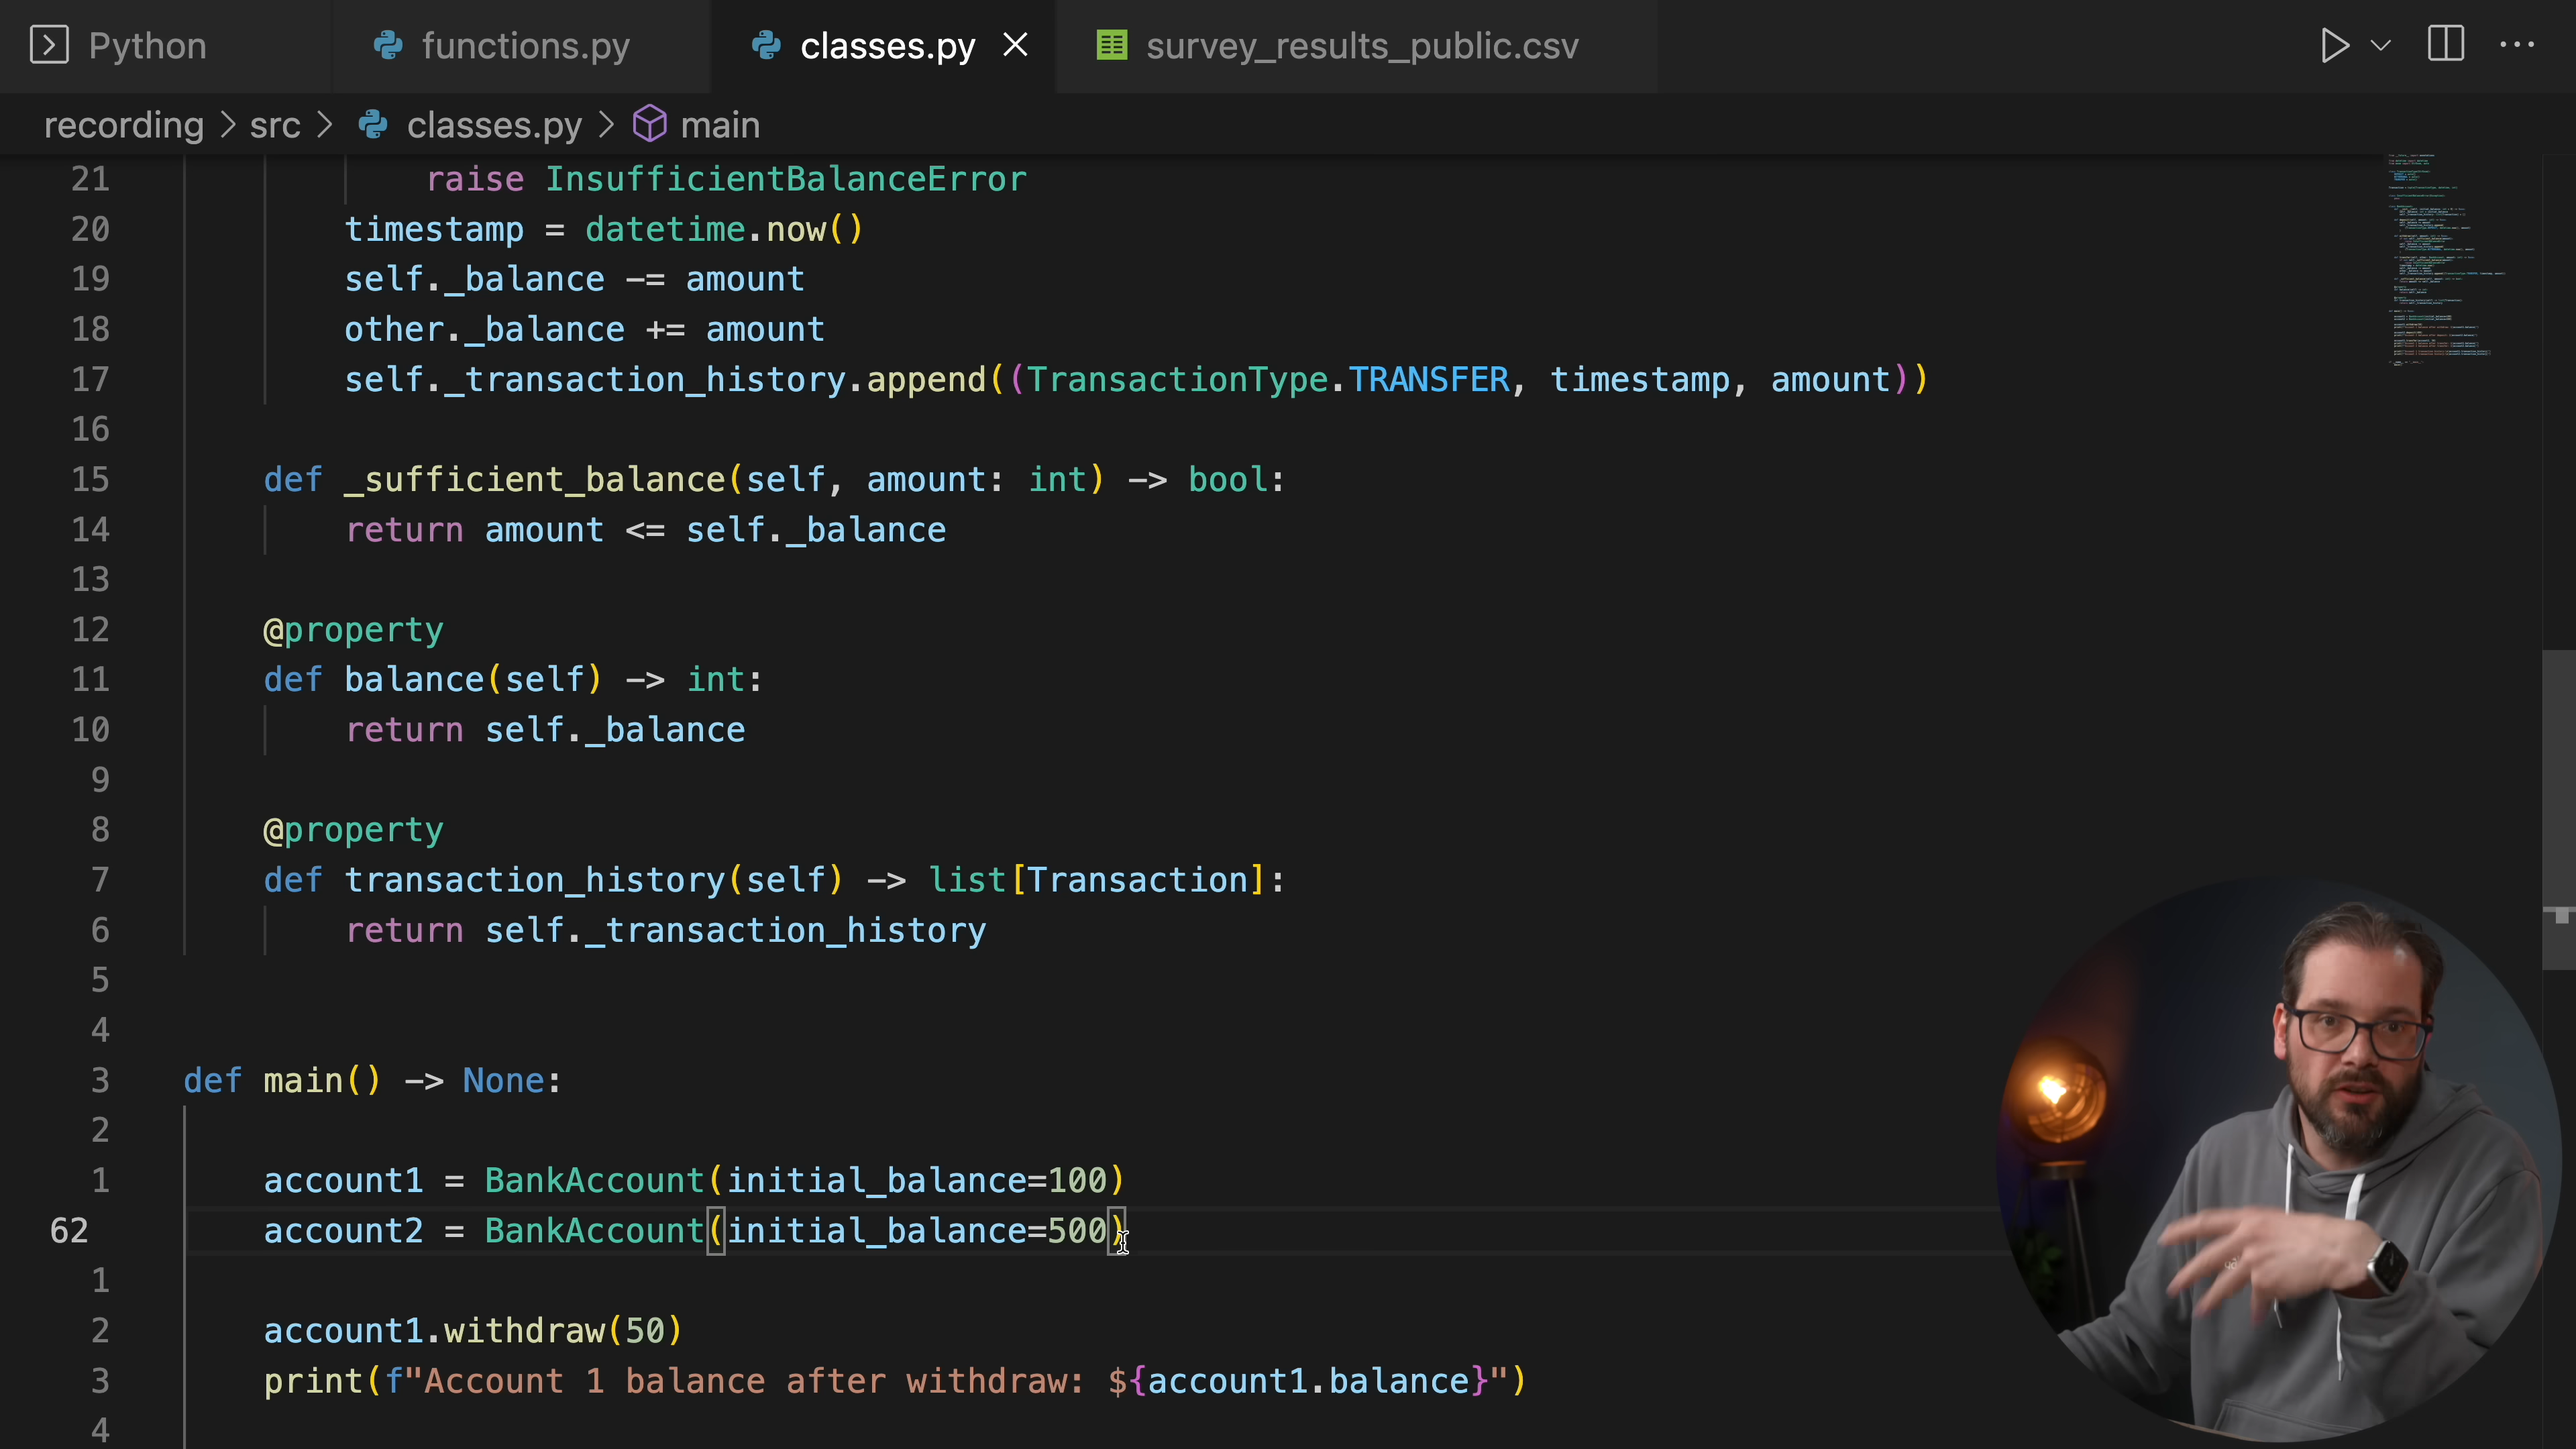 Python
functions.py
classes.py
survey_results_public.csv
recording > src > classes.py > main
21 raise InsufficientBalanceError
20 timestamp = datetime.now()
19 self._balance -= amount
18 other._balance += amount
17 self._transaction_history.append((TransactionType.TRANSFER, timestamp, amount))
16
15 def _sufficient_balance(self, amount: int) -> bool:
14 return amount <= self._balance
13
12 @property
11 def balance(self) -> int:
10 return self._balance
9
8 @property
7 def transaction_history(self) -> list[Transaction]:
6 return self._transaction_history
5
4
3 def main() -> None:
2
1 account1 = BankAccount(initial_balance=100)
62 account2 = BankAccount(initial_balance=500)
1
2 account1.withdraw(50)
3 print(f"Account 1 balance after withdraw: ${account1.balance}")
4